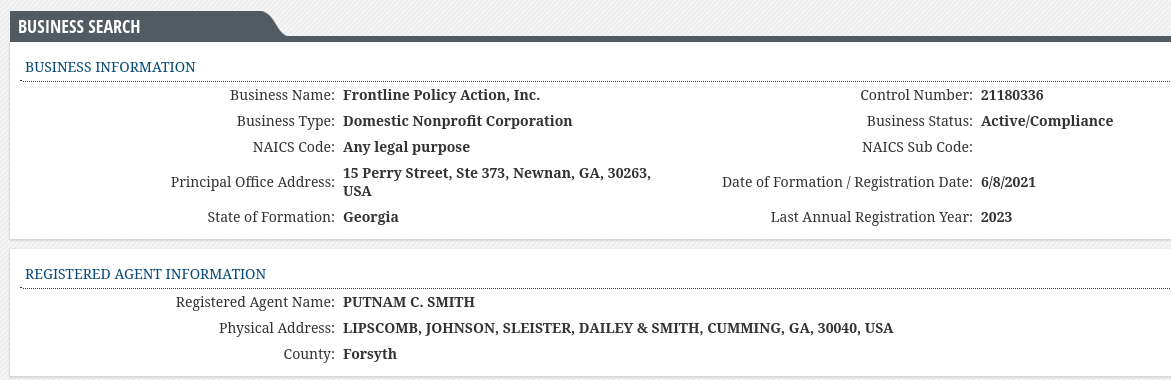 BUSINESS SEARCH
BUSINESS INFORMATION
Business Name: Frontline Policy Action, Inc. Control Number: 21180336
Business Type: Domestic Nonprofit Corporation Business Status: Active/Compliance
NAICS Code: Any legal purpose NAICS Sub Code:
Principal Office Address: 15 Perry Street, Ste 373, Newnan, GA, 30263,
USA
Date of Formation / Registration Date: 6/8/2021
State of Formation: Georgia Last Annual Registration Year: 2023
REGISTERED AGENT INFORMATION
Registered Agent Name: PUTNAM C. SMITH
Physical Address: LIPSCOMB, JOHNSON, SLEISTER, DAILEY & SMITH, CUMMING, GA, 30040, USA
County: Forsyth